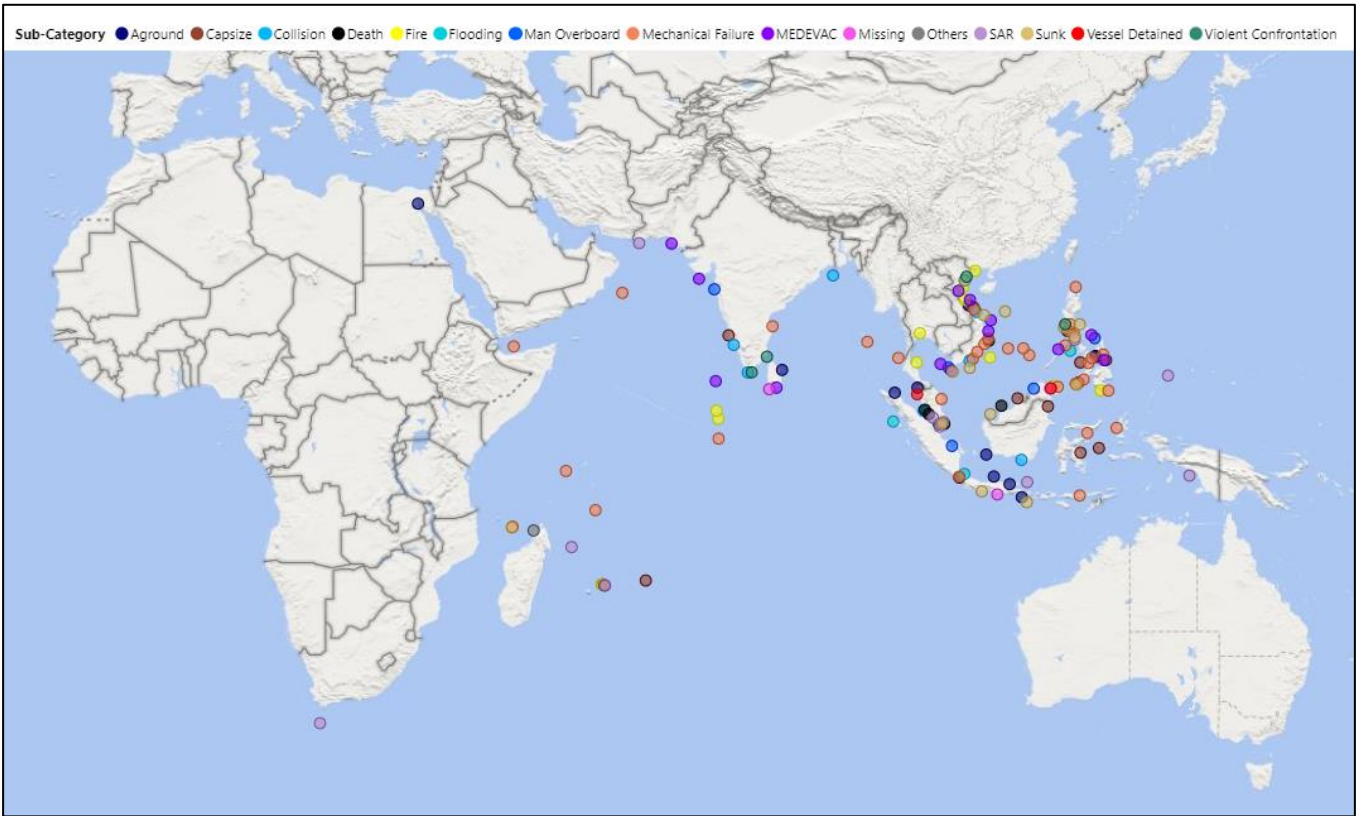 Sub-Category Aground Capsize Collision Death Fire Flooding Man Overboard Mechanical Failure MEDEVAC Missing Others SAR Sunk Vessel Detained Violent Confrontation